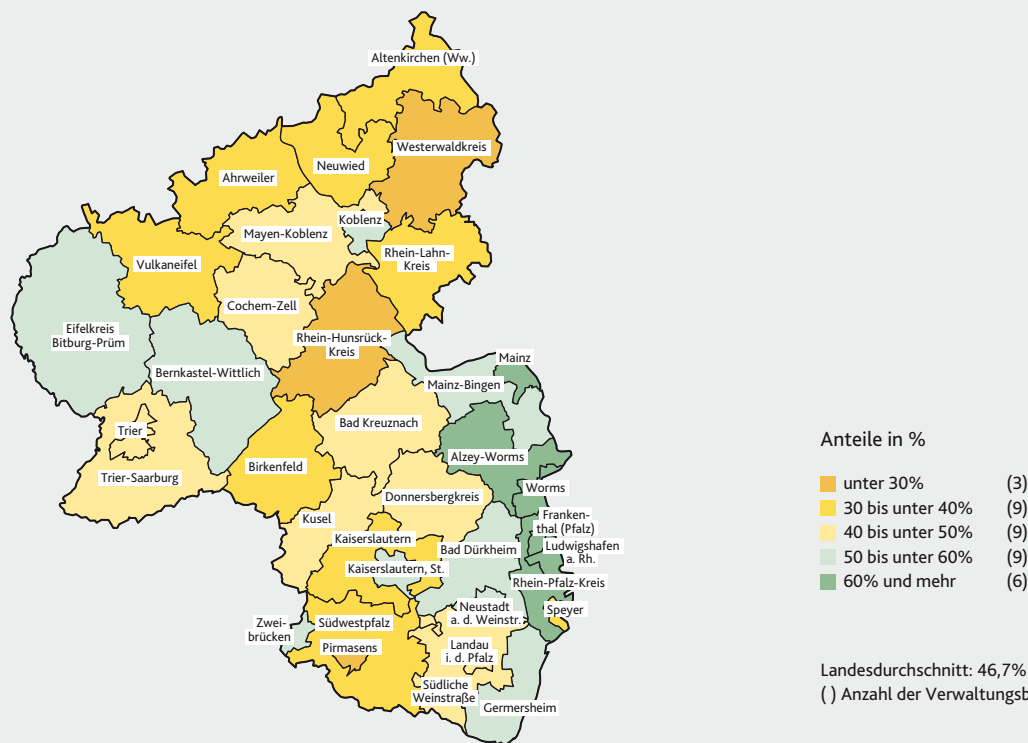 Altenkirchen (Ww.)
Westerwaldkreis
Neuwied
Ahrweiler
Koblenz
Mayen-Koblenz
Rhein-Lahn-
Kreis
Vulkaneifel
Cochem-Zell
Eifelkreis
Bitburg-Prüm
Rhein-Hunsrück-
Kreis
Mainz
Bernkastel-Wittlich
Mainz-Bingen
Bad Kreuznach
Trier
Alzey-Worms
Birkenfeld
Trier-Saarburg
Worms
Donnersbergkreis
Kusel
Franken-
thal (Pfalz)
Kaiserslautern
Bad Dürkheim
Ludwigshafen
a. Rh.
Kaiserslautern, St.
Rhein-Pfalz-Kreis
Neustadt
a. d. Weinstr.
Speyer
Zwei-
brücken
Südwestpfalz
Pirmasens
Landau
i. d. Pfalz
Südliche
Weinstraße
Germersheim
Anteile in %
unter 30% (3)
30 bis unter 40% (9)
40 bis unter 50% (9)
50 bis unter 60% (9)
60% und mehr (6)
Landesdurchschnitt: 46,7%
( ) Anzahl der Verwaltungsb